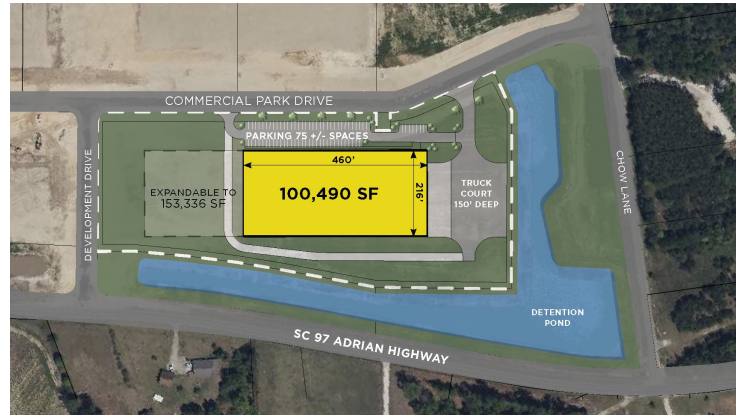 COMMERCIAL PARK DRIVE
PARKING 75 +/- SPACES
460'
EXPANDABLE TO
153,336 SF
100,490 SF
216'
TRUCK
COURT
150' DEEP
DEVELOPMENT DRIVE
CHOW LANE
DETENTION
POND
SC 97 ADRIAN HIGHWAY